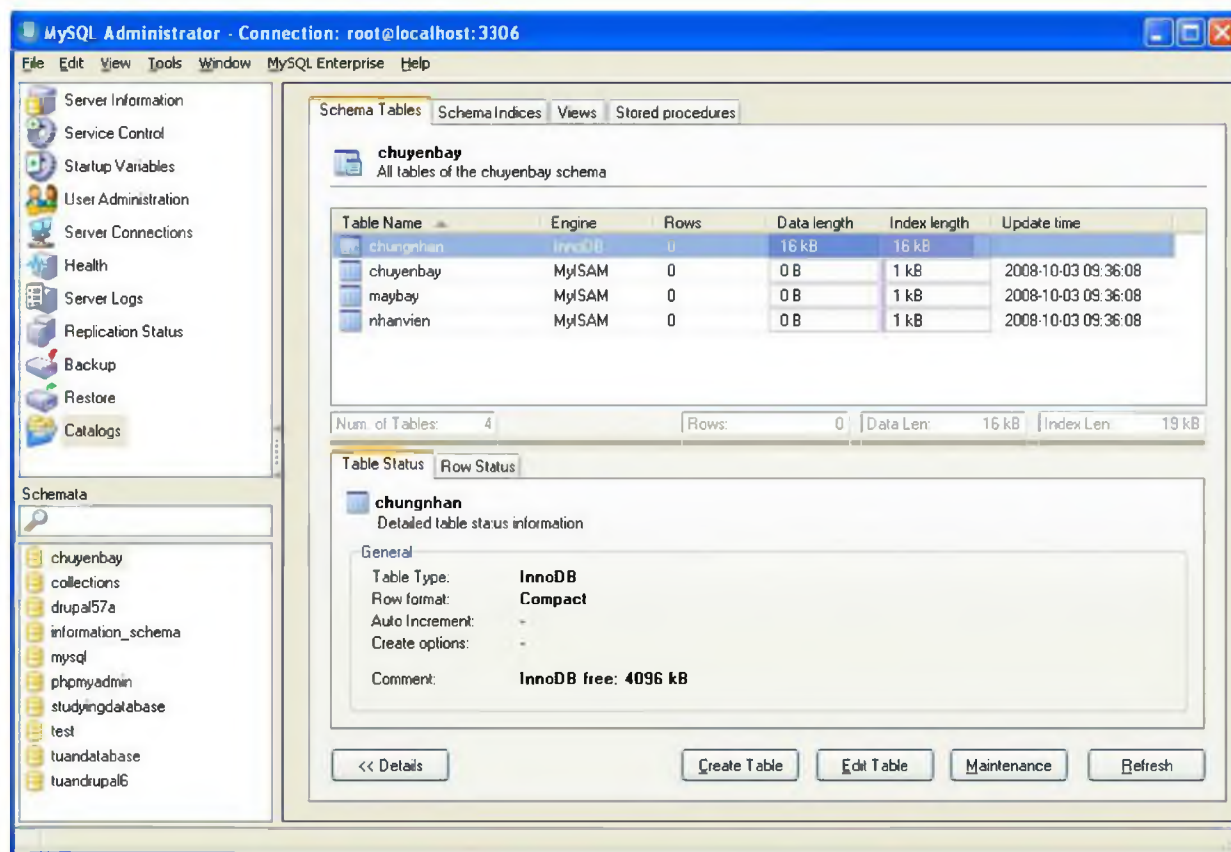 MySQL Administrator - Connection: root@localhost:3306
File Edit View Tools Window MySQL Enterprise Help
Server Information
Service Control
Startup Variables
User Administration
Server Connections
Health
Server Logs
Replication Status
Backup
Restore
Catalogs
Schemata
chuyenbay
collections
drupal57a
information_schema
mysql
phpmyadmin
studyingdatabase
test
tuandatabase
tuandrupal6
Schema Tables Schema Indices Views Stored procedures
chuyenbay
All tables of the chuyenbay schema
Table Name Engine Rows Data length Index length Update time
chungnhan InnoDB 0 16 kB 16 kB
chuyenbay MyISAM 0 0 B 1 kB 2008-10-03 09:36:08
maybay MyISAM 0 0 B 1 kB 2008-10-03 09:36:08
nhanvien MyISAM 0 0 B 1 kB 2008-10-03 09:36:08
Num. of Tables: 4 Rows: 0 Data Len: 16 kB Index Len: 19 kB
Table Status Row Status
chungnhan
Detailed table status information
General
Table Type: InnoDB
Row format: Compact
Auto Increment: -
Create options: -
Comment: InnoDB free: 4096 kB
<< Details Create Table Edit Table Maintenance Refresh